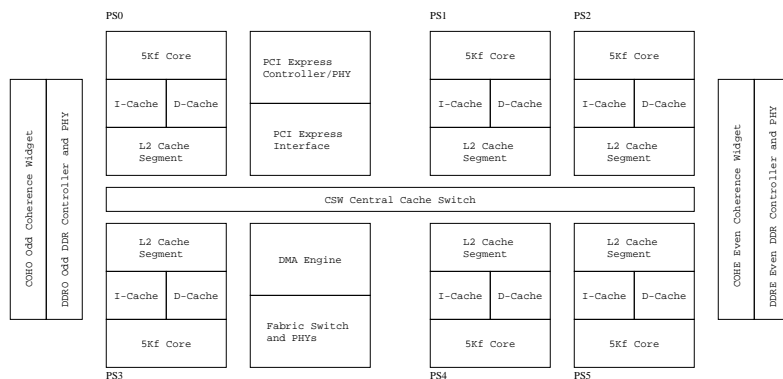 PS0
PS1
PS2
5Kf Core
PCI Express
Controller/PHY
5Kf Core
5Kf Core
I-Cache
D-Cache
I-Cache
D-Cache
I-Cache
D-Cache
PCI Express
Interface
L2 Cache
Segment
L2 Cache
Segment
L2 Cache
Segment
COHO Odd Coherence Widget
DDRO Odd DDR Controller and PHY
CSW Central Cache Switch
COHE Even Coherence Widget
DDRE Even DDR Controller and PHY
L2 Cache
Segment
DMA Engine
L2 Cache
Segment
L2 Cache
Segment
I-Cache
D-Cache
I-Cache
D-Cache
I-Cache
D-Cache
Fabric Switch
and PHYs
5Kf Core
5Kf Core
5Kf Core
PS3
PS4
PS5